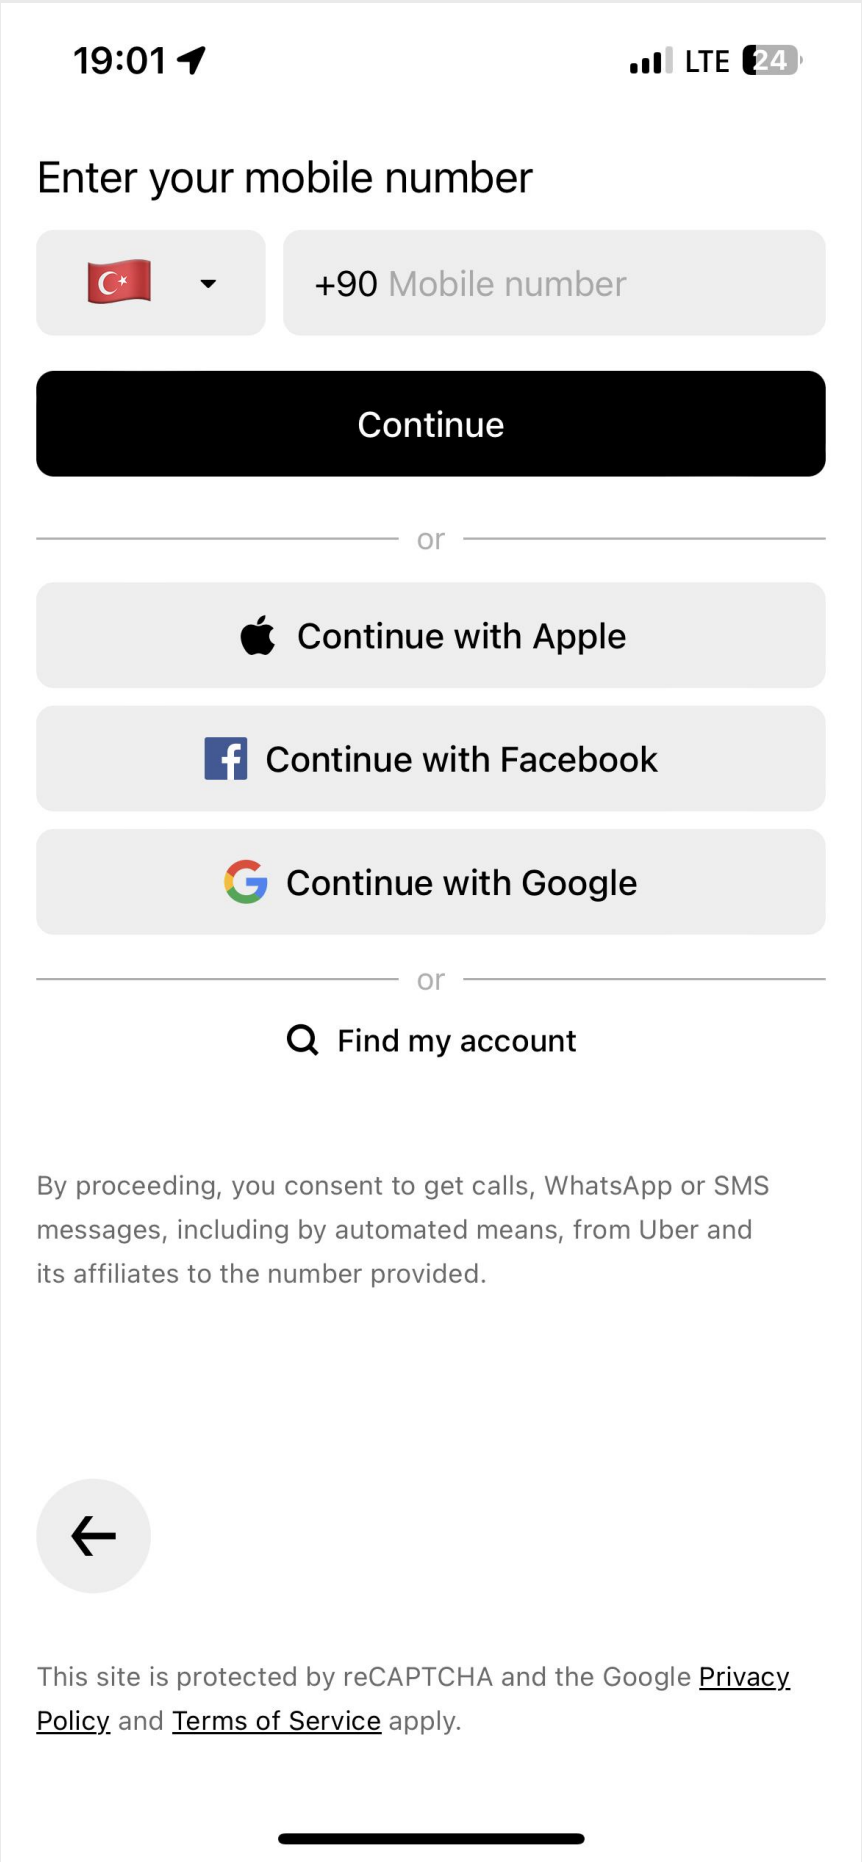 19:01
LTE 24
Enter your mobile number
+90 Mobile number
Continue
or
Continue with Apple
Continue with Facebook
Continue with Google
or
Find my account
By proceeding, you consent to get calls, WhatsApp or SMS
messages, including by automated means, from Uber and
its affiliates to the number provided.
This site is protected by reCAPTCHA and the Google Privacy
Policy and Terms of Service apply.